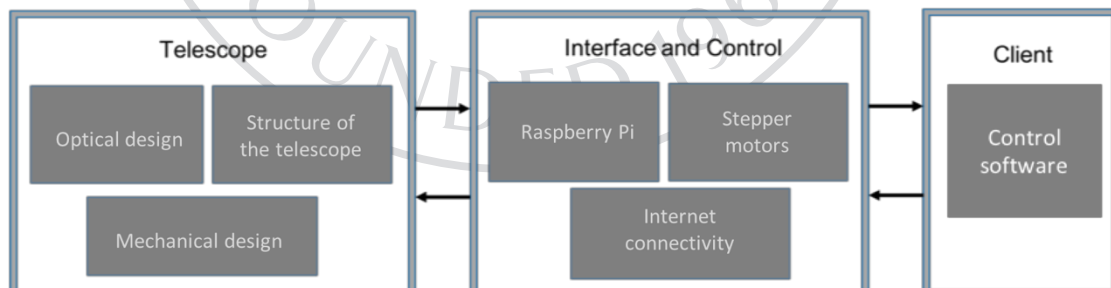 Telescope
Optical design
Structure of
the telescope
Mechanical design
Interface and Control
Raspberry Pi
Stepper
motors
Internet
connectivity
Client
Control
software